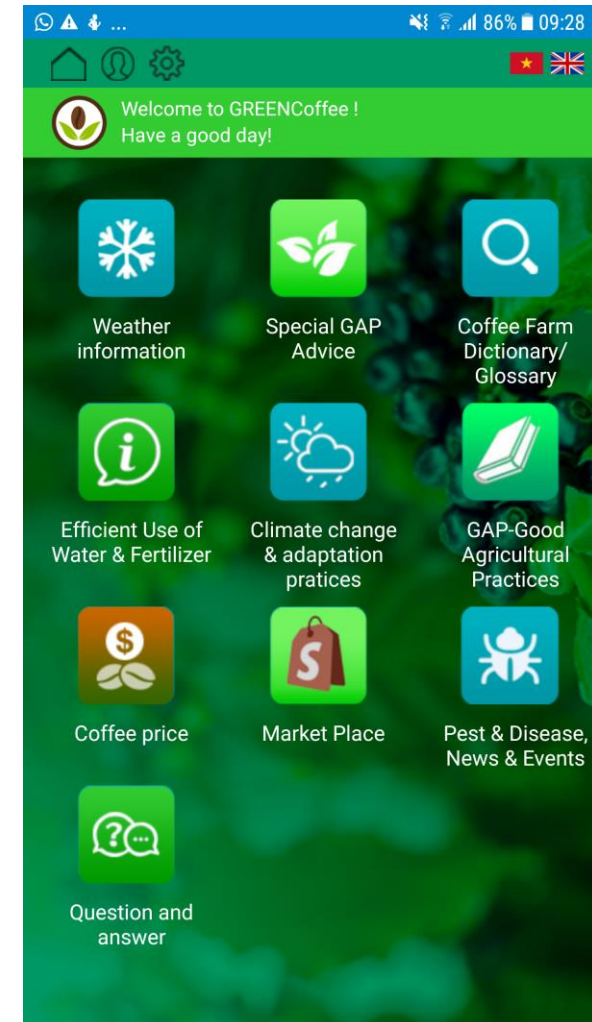 ... 86% 09:28
Welcome to GREENCoffee !
Have a good day!
Weather
information
Special GAP
Advice
Coffee Farm
Dictionary/
Glossary
Efficient Use of
Water & Fertilizer
Climate change
& adaptation
pratices
GAP-Good
Agricultural
Practices
$
Coffee price
S
Market Place
Pest & Disease,
News & Events
Question and
answer